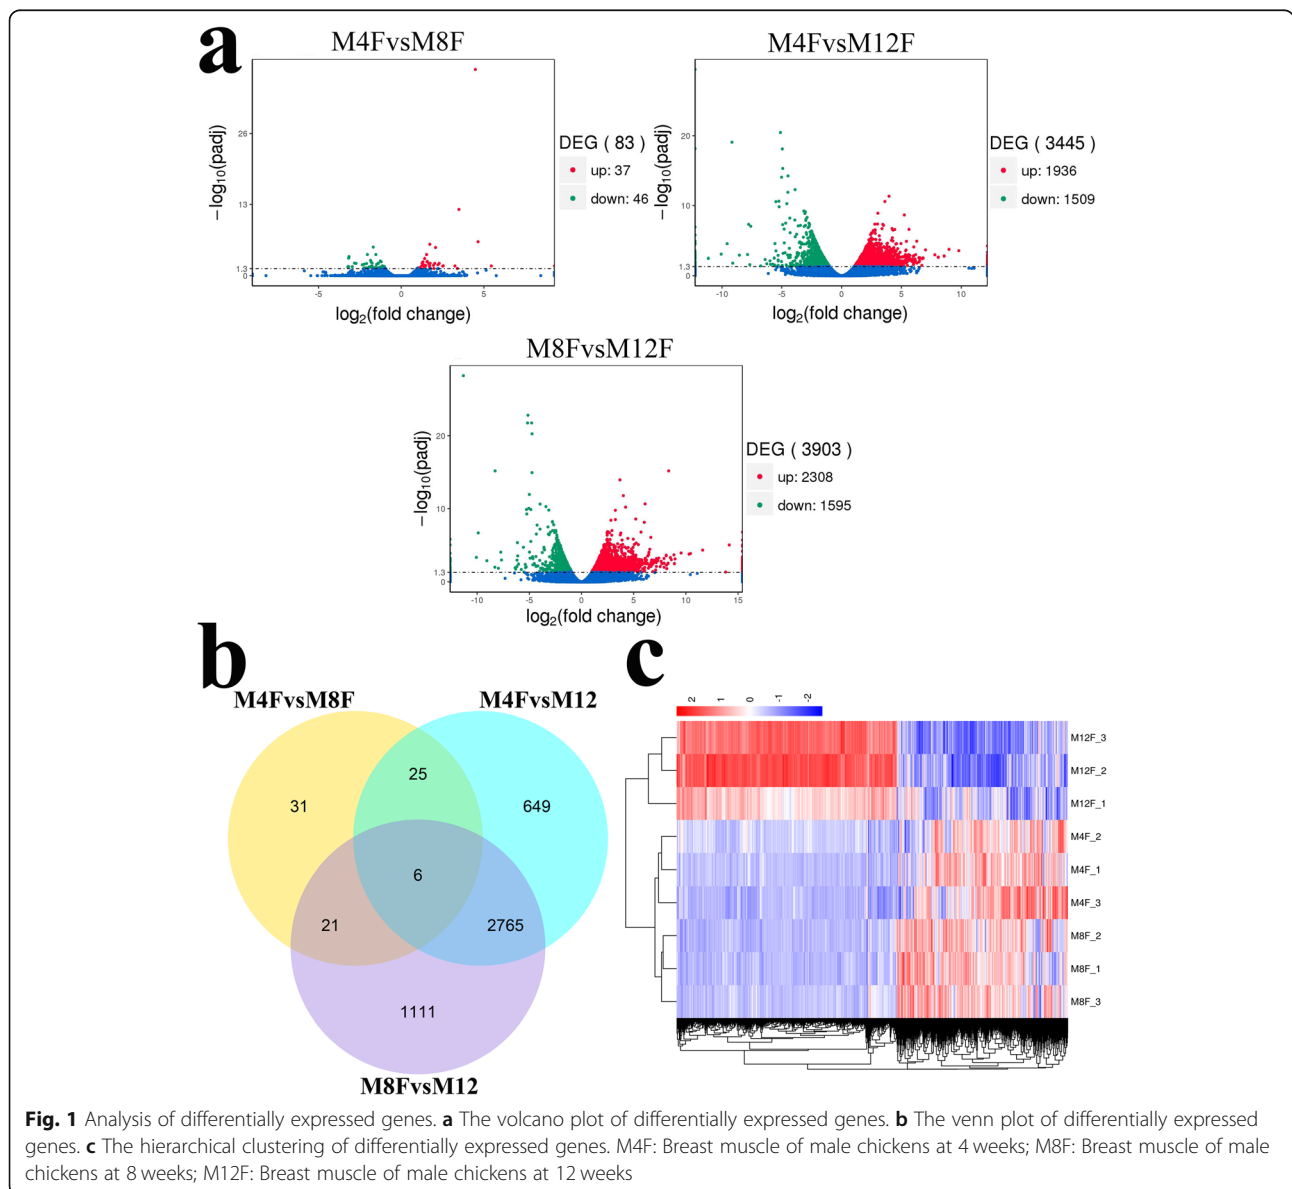 a
M4FvsM8F
−log10(padj)
26
13
1.3
0
-5
0
5
log2(fold change)
DEG ( 83 )
up: 37
down: 46
M4FvsM12F
−log10(padj)
20
10
1.3
0
-10
-5
0
5
10
log2(fold change)
DEG ( 3445 )
up: 1936
down: 1509
M8FvsM12F
−log10(padj)
20
10
1.3
0
-10
-5
0
5
10
15
log2(fold change)
DEG ( 3903 )
up: 2308
down: 1595
b
M4FvsM8F
M4FvsM12
25
31
649
6
21
2765
1111
M8FvsM12
c
2
1
0
-1
-2
M12F_3
M12F_2
M12F_1
M4F_2
M4F_1
M4F_3
M8F_2
M8F_1
M8F_3
Fig. 1 Analysis of differentially expressed genes. a The volcano plot of differentially expressed genes. b The venn plot of differentially expressed
genes. c The hierarchical clustering of differentially expressed genes. M4F: Breast muscle of male chickens at 4 weeks; M8F: Breast muscle of male
chickens at 8 weeks; M12F: Breast muscle of male chickens at 12 weeks